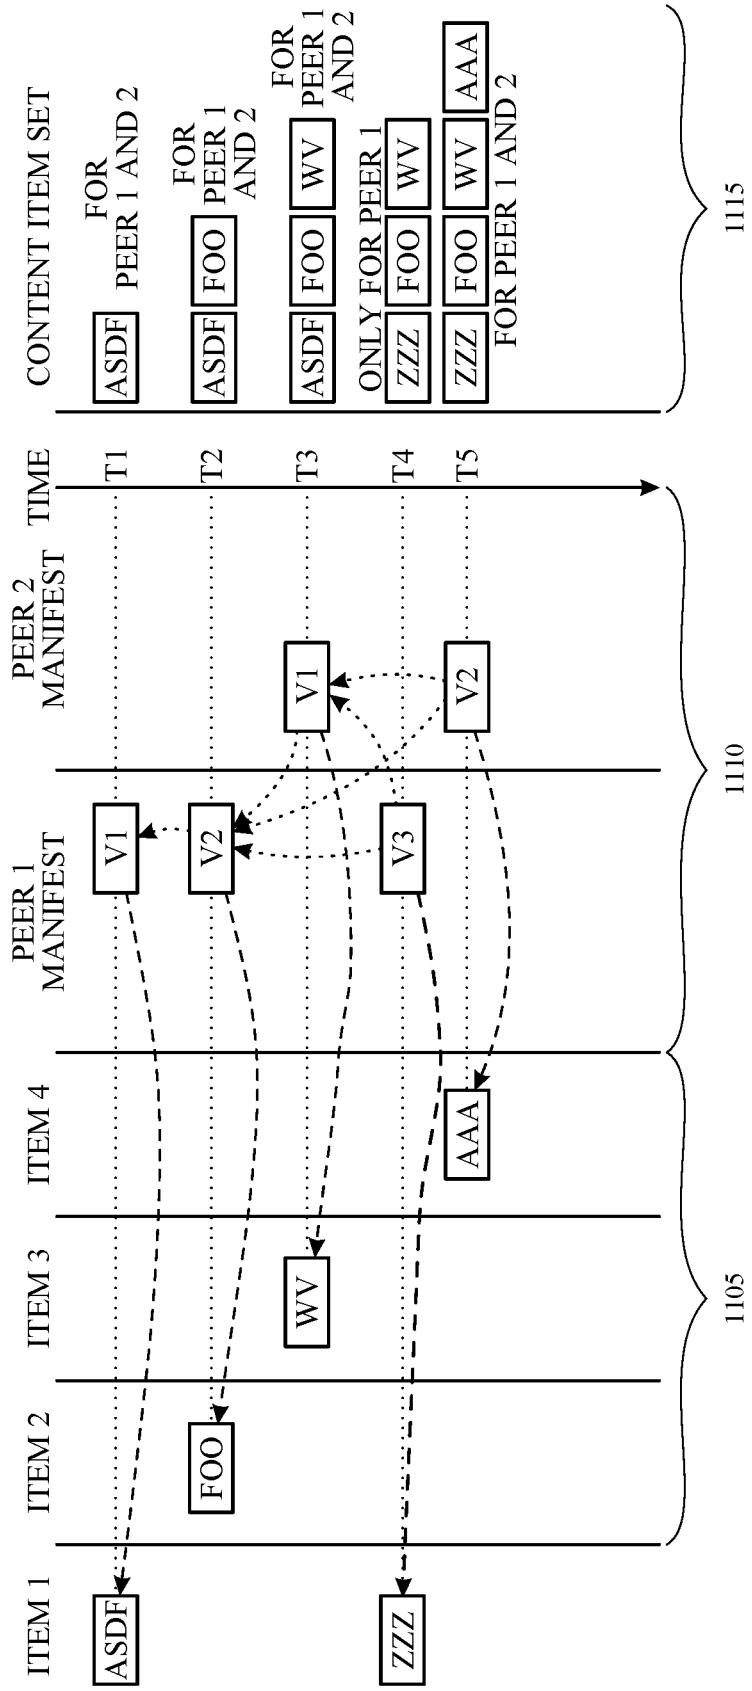 ITEM 1
ITEM 2
ITEM 3
ITEM 4
PEER 1
MANIFEST
PEER 2
MANIFEST
TIME
CONTENT ITEM SET
ASDF
V1
T1
ASDF
FOR
PEER 1 AND 2
FOO
V2
T2
ASDF
FOO
FOR
PEER 1
AND 2
WV
V1
T3
ASDF
FOO
WV
FOR
PEER 1
AND 2
ONLY FOR PEER 1
ZZZ
V3
T4
ZZZ
FOO
WV
AAA
V2
T5
ZZZ
FOO
WV
AAA
FOR PEER 1 AND 2
1105
1110
1115